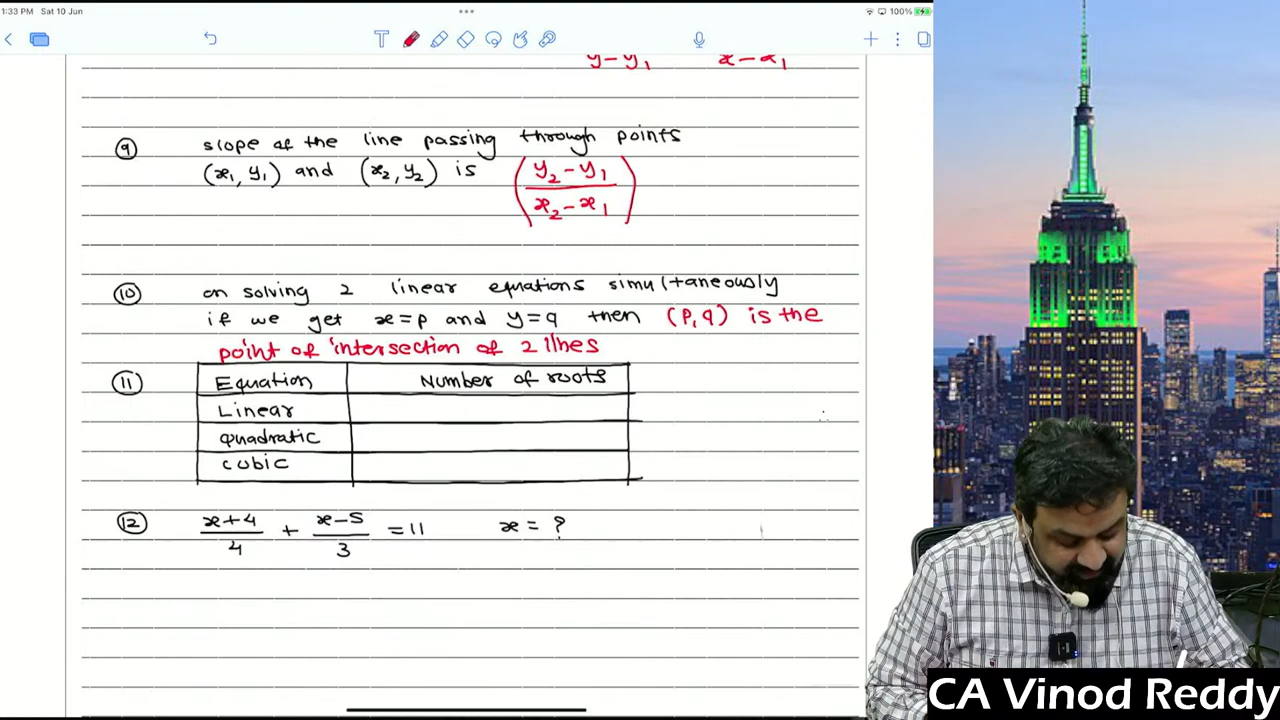 1:33 PM Sat 10 Jun
100%
y-y₁ x-x₁
⑨ slope of the line passing through points
(x₁, y₁) and (x₂, y₂) is (y₂-y₁ / x₂-x₁)
⑩ on solving 2 linear equations simultaneously
if we get x=p and y=q then (p,q) is the
point of intersection of 2 lines
⑪ Equation Number of roots
Linear
quadratic
cubic
⑫ x+4/4 + x-5/3 = 11 x = ?
CA Vinod Reddy